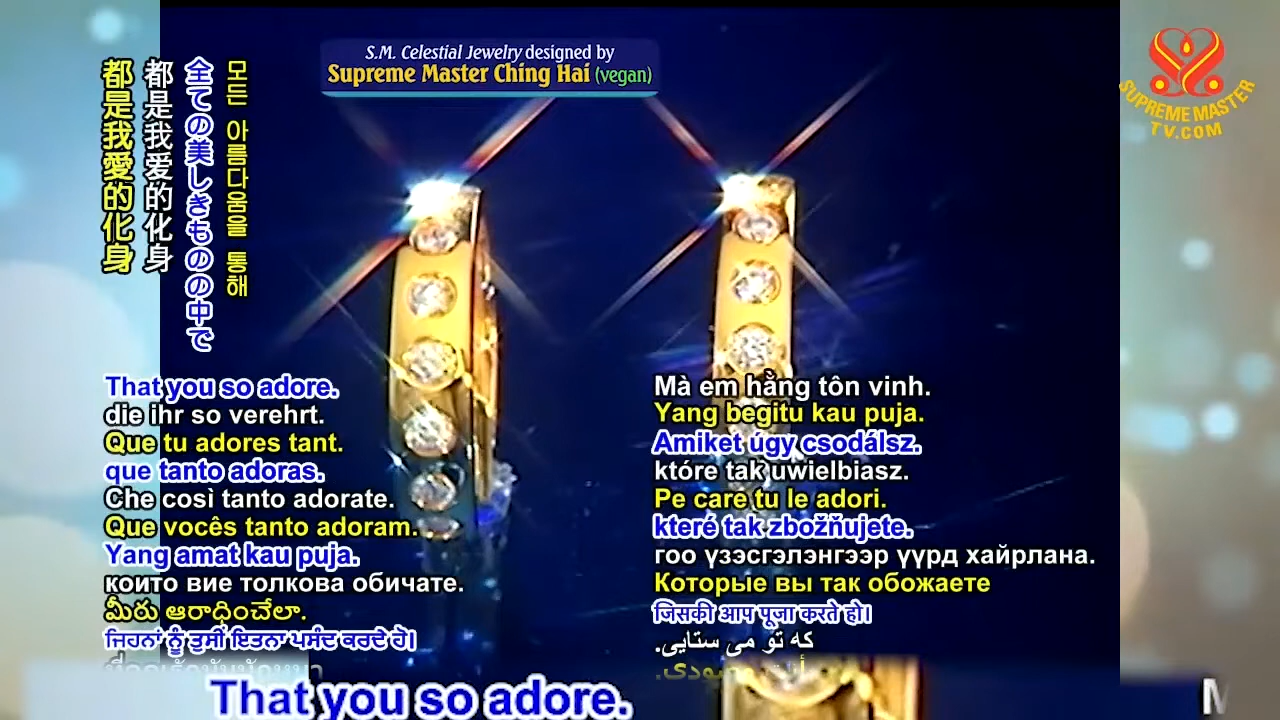 S.M. Celestial Jewelry designed by
Supreme Master Ching Hai (vegan)
SUPREME MASTER
TV.COM
都是我愛的化身
都是我爱的化身
全ての美しきものの中で
모든 아름다움을 통해
That you so adore.
die ihr so verehrt.
Que tu adores tant.
que tanto adoras.
Che così tanto adorate.
Que vocês tanto adoram.
Yang amat kau puja.
които вие толкова обичате.
మీరు ఆరాధించేలా.
ਜਿਹਨਾਂ ਨੂੰ ਤੁਸੀਂ ਇਤਨਾ ਪਸੰਦ ਕਰਦੇ ਹੋ।
Mà em hằng tôn vinh.
Yang begitu kau puja.
Amiket úgy csodálsz.
które tak uwielbiasz.
Pe care tu le adori.
které tak zbožňujete.
гоо үзэсгэлэнгээр үүрд хайрлана.
Которые вы так обожаете
जिसकी आप पूजा करते हो।
که تو می ستایی.
That you so adore.
M